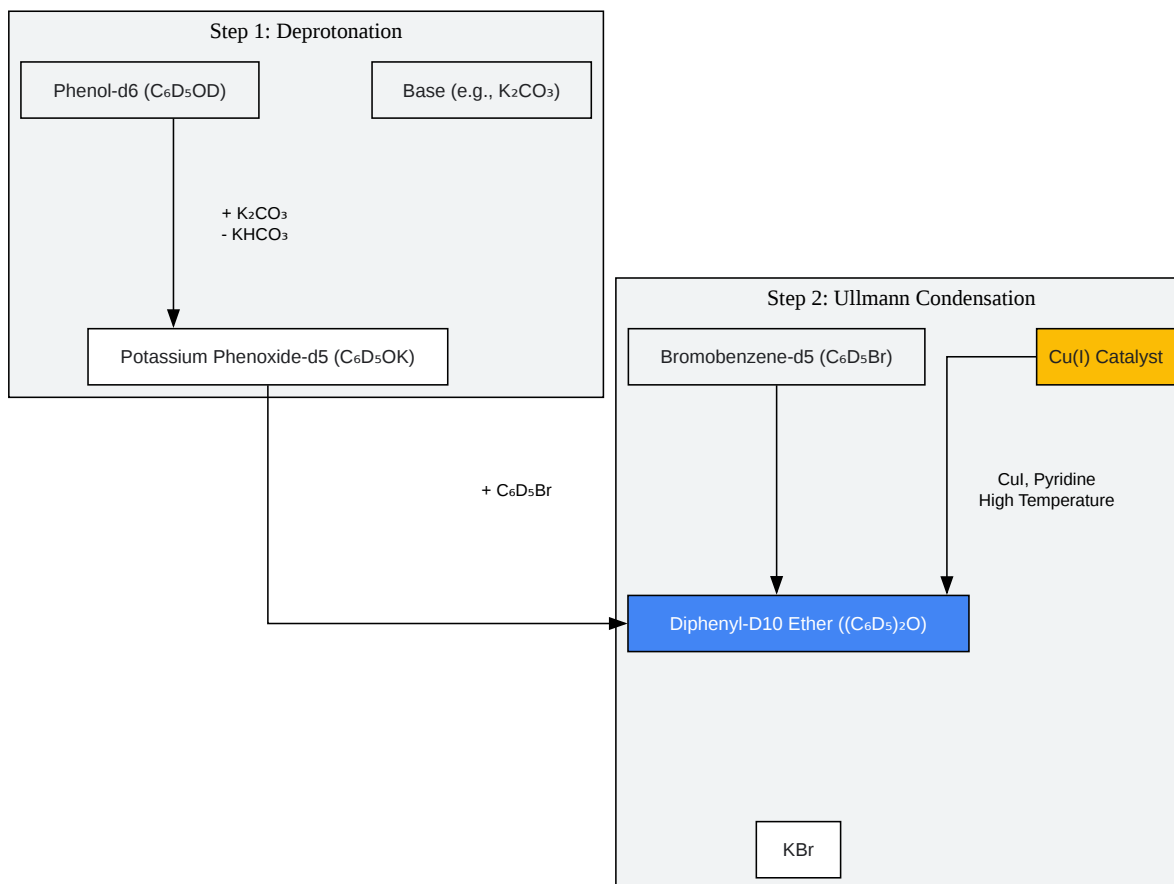 Step 1: Deprotonation
Phenol-d6 (C₆D₅OD)
Base (e.g., K₂CO₃)
+ K₂CO₃
- KHCO₃
Potassium Phenoxide-d5 (C₆D₅OK)
Step 2: Ullmann Condensation
Bromobenzene-d5 (C₆D₅Br)
Cu(I) Catalyst
+ C₆D₅Br
CuI, Pyridine
High Temperature
Diphenyl-D10 Ether ((C₆D₅)₂O)
KBr